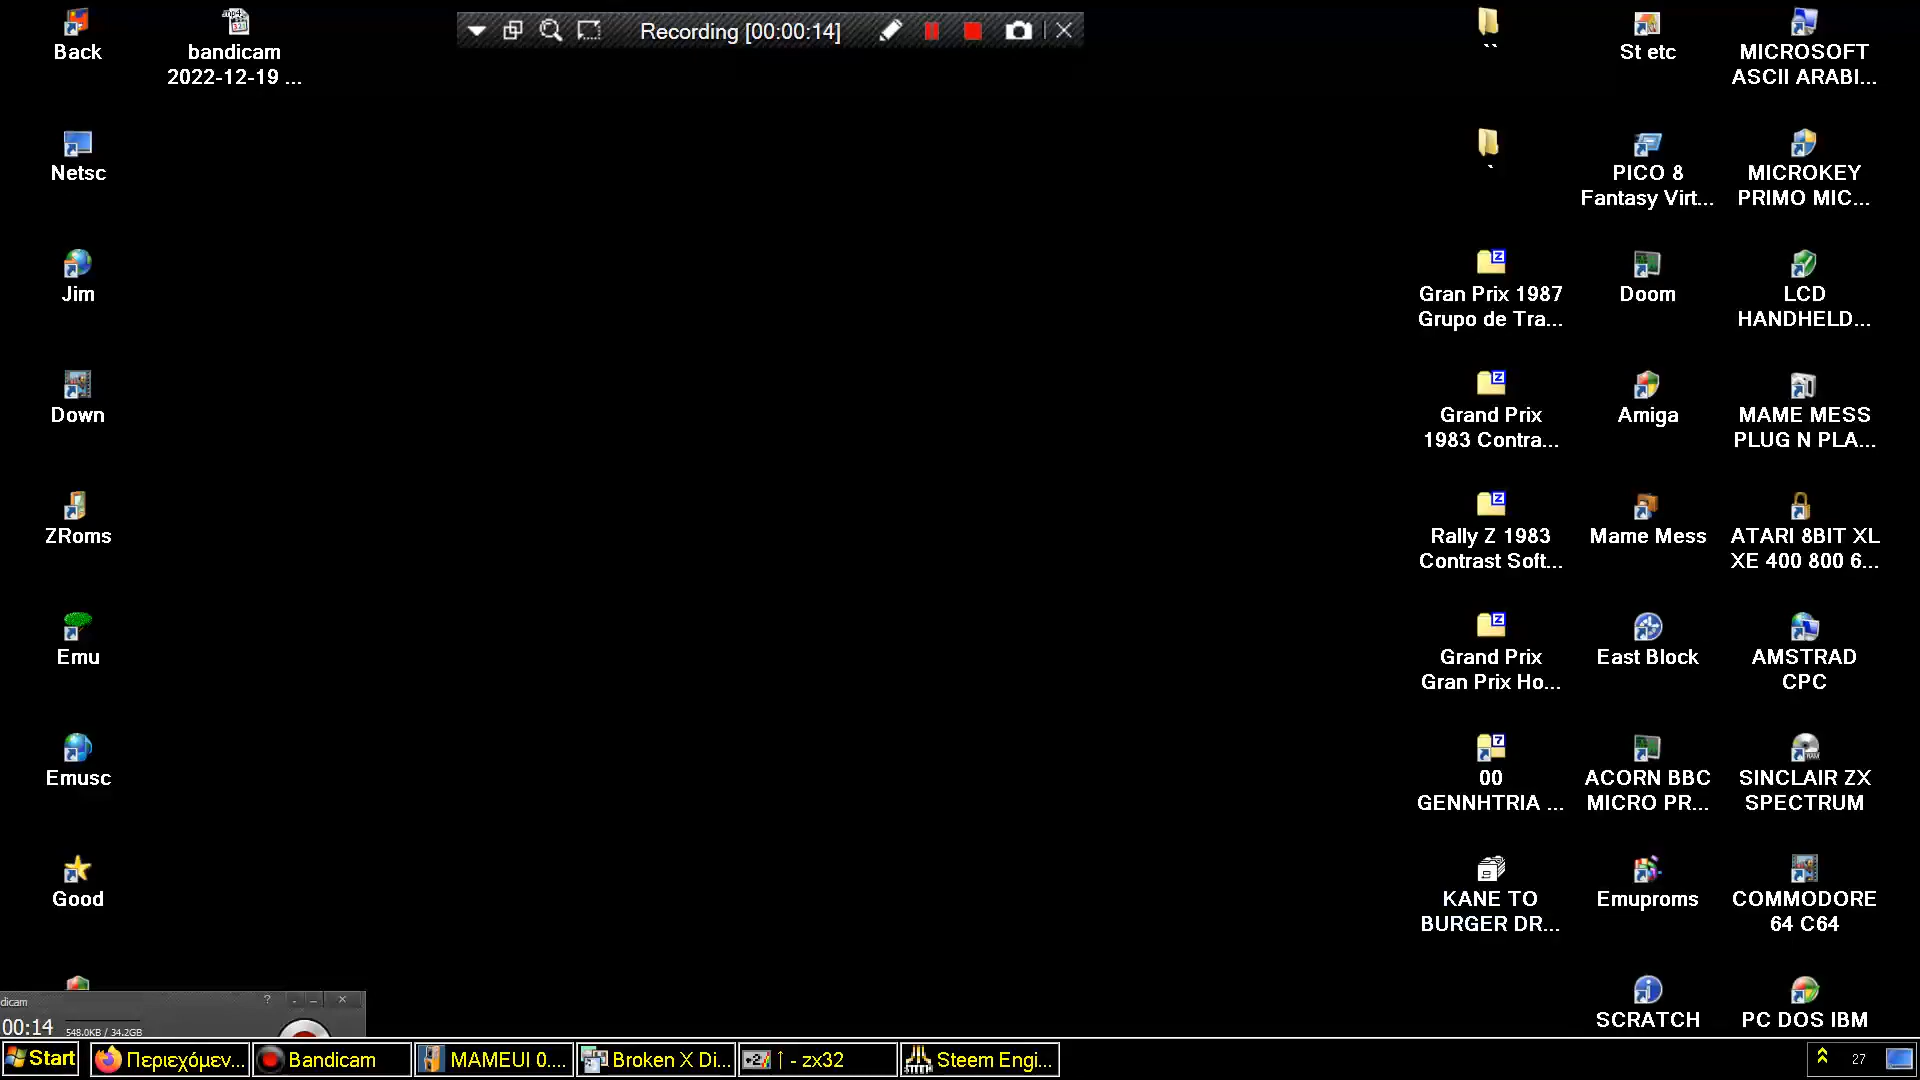 Back
bandicam
2022-12-19 ...
Recording [00:00:14]
``
St etc
MICROSOFT
ASCII ARABI...
Netsc
`
PICO 8
Fantasy Virt...
MICROKEY
PRIMO MIC...
Jim
Gran Prix 1987
Grupo de Tra...
Doom
LCD
HANDHELD...
Down
Grand Prix
1983 Contra...
Amiga
MAME MESS
PLUG N PLA...
ZRoms
Rally Z 1983
Contrast Soft...
Mame Mess
ATARI 8BIT XL
XE 400 800 6...
Emu
Grand Prix
Gran Prix Ho...
East Block
AMSTRAD
CPC
Emusc
00
GENNHTRIA ...
ACORN BBC
MICRO PR...
SINCLAIR ZX
SPECTRUM
Good
KANE TO
BURGER DR...
Emuproms
COMMODORE
64 C64
SCRATCH
PC DOS IBM
dicam
00:14
548.0KB / 34.2GB
Start
Περιεχόμεν...
Bandicam
MAMEUI 0....
Broken X Di...
↑ - zx32
Steem Engi...
27